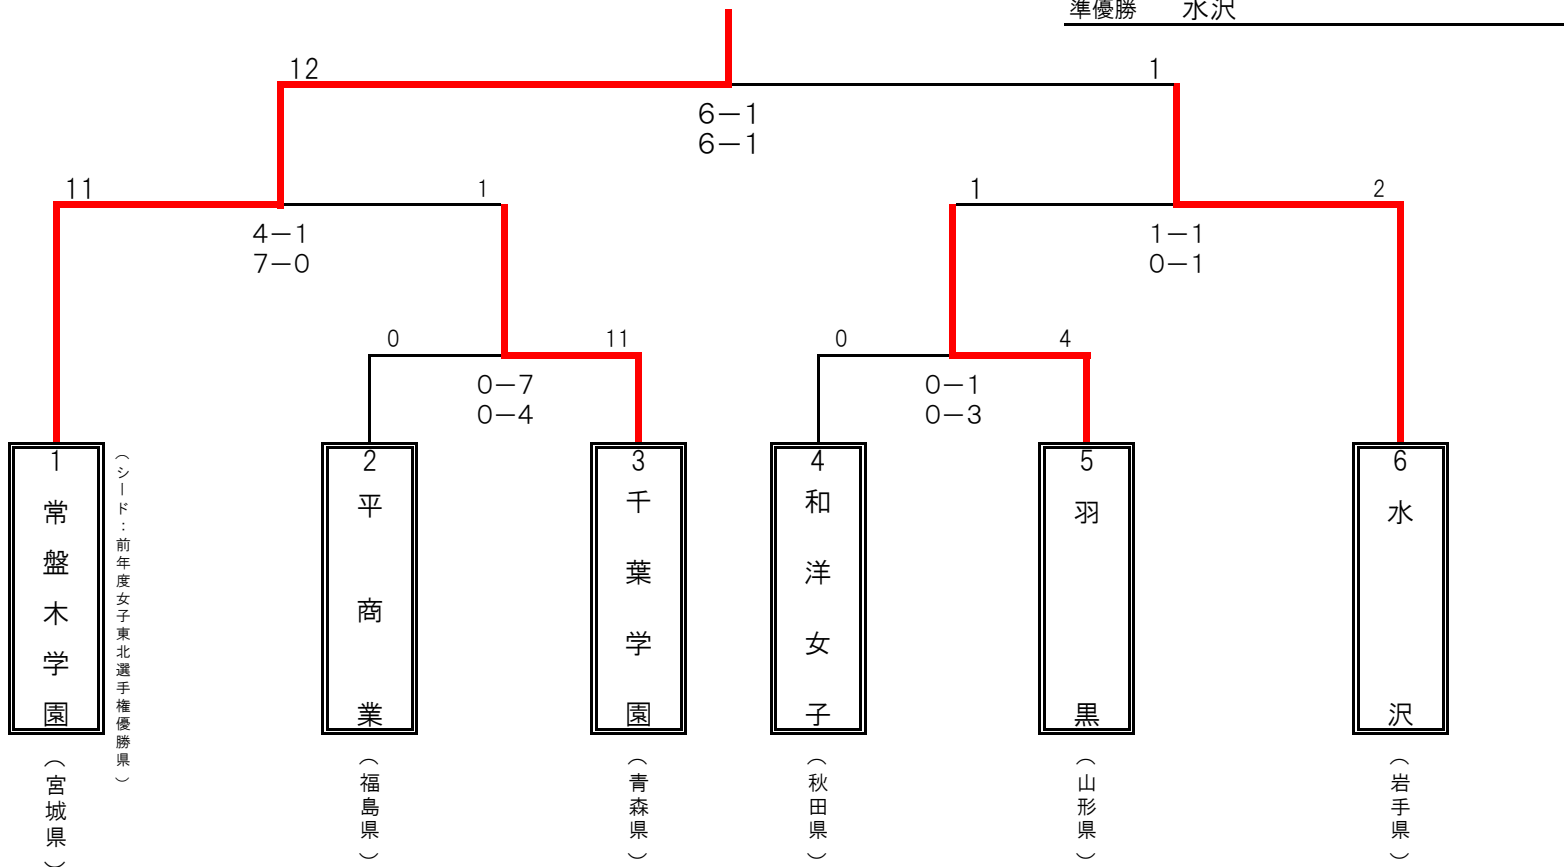 準優勝 水沢
12 1
6－1
6－1
11 1
4－1
7－0
1 2
1－1
0－1
0 11
0－7
0－4
0 4
0－1
0－3
1
常盤木学園
（宮城県）
（シード：前年度女子東北選手権優勝県）
2
平商業
（福島県）
3
千葉学園
（青森県）
4
和洋女子
（秋田県）
5
羽黒
（山形県）
6
水沢
（岩手県）